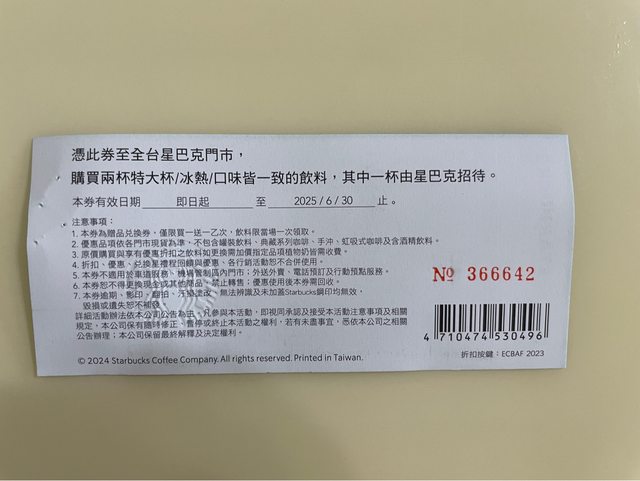 憑此券至全台星巴克門市，
購買兩杯特大杯/冰熱/口味皆一致的飲料，其中一杯由星巴克招待。
本券有效日期 即日起 至 2025 / 6 / 30 止。
注意事項：
1. 本券為贈品兌換券，僅限買一送一乙次，飲料限當場一次領取。
2. 優惠品項依各門市現貨為準，不包含罐裝飲料、典藏系列咖啡、手沖、虹吸式咖啡及含酒精飲料。
3. 原價購買與享有優惠折扣之飲料如更換需加價指定品項植物奶皆需收費。
4. 折扣、優惠、兌換星禮程回饋與優惠、各行銷活動恕不合併使用。
5. 本券不適用於車道服務、機場管制區內門市；外送外賣、電話預訂及行動預點服務。
6. 本券恕不得更換現金或其他商品，禁止轉售；優惠使用後本券需回收。
7. 本券逾期、影印、翻拍、汙損塗改、無法辨識及未加蓋Starbucks鋼印均無效，
毀損或遺失恕不補發。
詳細活動辦法依本公司公告為主，凡參與本活動，即視同承認及接受本活動注意事項及相關
規定，本公司保有隨時修正、暫停或終止本活動之權利，若有未盡事宜，悉依本公司之相關
公告辦理；本公司保留最終解釋及決定權利。
Nº 366642
4 710474 530496
© 2024 Starbucks Coffee Company. All rights reserved. Printed in Taiwan.
折扣按鍵：ECBAF 2023